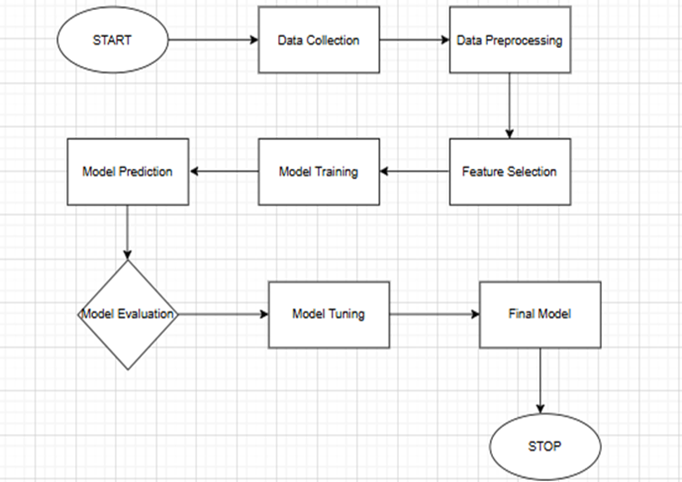 START
Data Collection
Data Preprocessing
Feature Selection
Model Training
Model Prediction
Model Evaluation
Model Tuning
Final Model
STOP